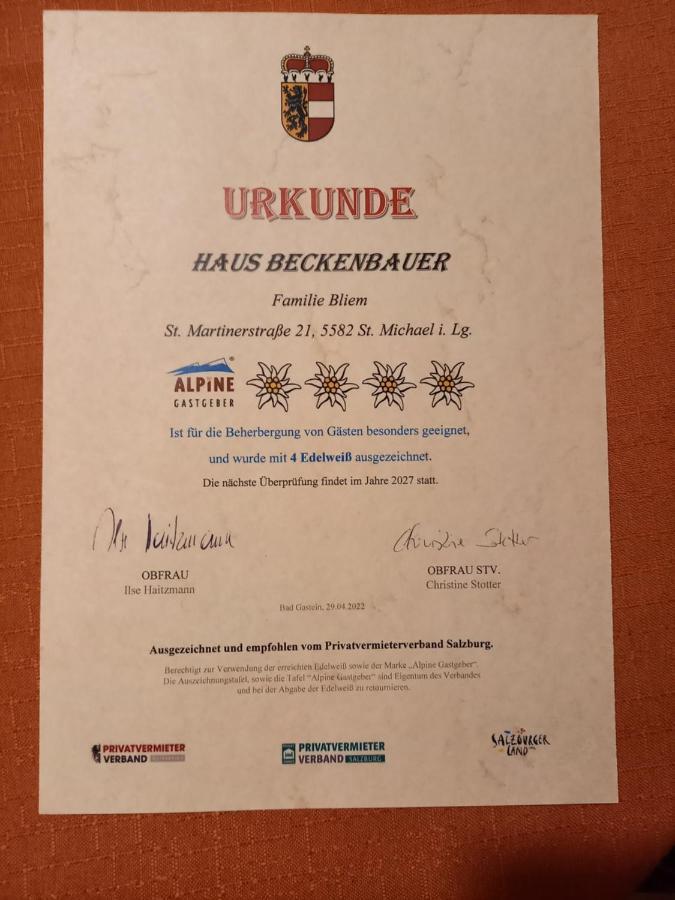 URKUNDE
HAUS BECKENBAUER
Familie Bliem
St. Martinerstraße 21, 5582 St. Michael i. Lg.
ALPINE
GASTGEBER
Ist für die Beherbergung von Gästen besonders geeignet,
und wurde mit 4 Edelweiß ausgezeichnet.
Die nächste Überprüfung findet im Jahre 2027 statt.
Ilse Haitzmann
Christine Stotter
OBFRAU
Ilse Haitzmann
OBFRAU STV.
Christine Stotter
Bad Gastein, 29.04.2022
Ausgezeichnet und empfohlen vom Privatvermieterverband Salzburg.
Berechtigt zur Verwendung der erreichten Edelweiß sowie der Marke „Alpine Gastgeber".
Die Auszeichnungstafel, sowie die Tafel "Alpine Gastgeber" sind Eigentum des Verbandes
und bei der Abgabe der Edelweiß zu retournieren.
PRIVATVERMIETER
VERBAND
PRIVATVERMIETER
VERBAND SALZBURG
SALZBURGER
LAND